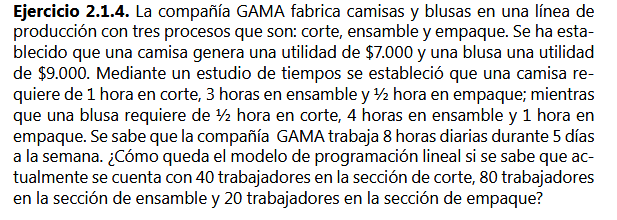 Ejercicio 2.1.4. La compañía GAMA fabrica camisas y blusas en una línea de
producción con tres procesos que son: corte, ensamble y empaque. Se ha esta-
blecido que una camisa genera una utilidad de $7.000 y una blusa una utilidad
de $9.000. Mediante un estudio de tiempos se estableció que una camisa re-
quiere de 1 hora en corte, 3 horas en ensamble y ½ hora en empaque; mientras
que una blusa requiere de ½ hora en corte, 4 horas en ensamble y 1 hora en
empaque. Se sabe que la compañía GAMA trabaja 8 horas diarias durante 5 días
a la semana. ¿Cómo queda el modelo de programación lineal si se sabe que ac-
tualmente se cuenta con 40 trabajadores en la sección de corte, 80 trabajadores
en la sección de ensamble y 20 trabajadores en la sección de empaque?